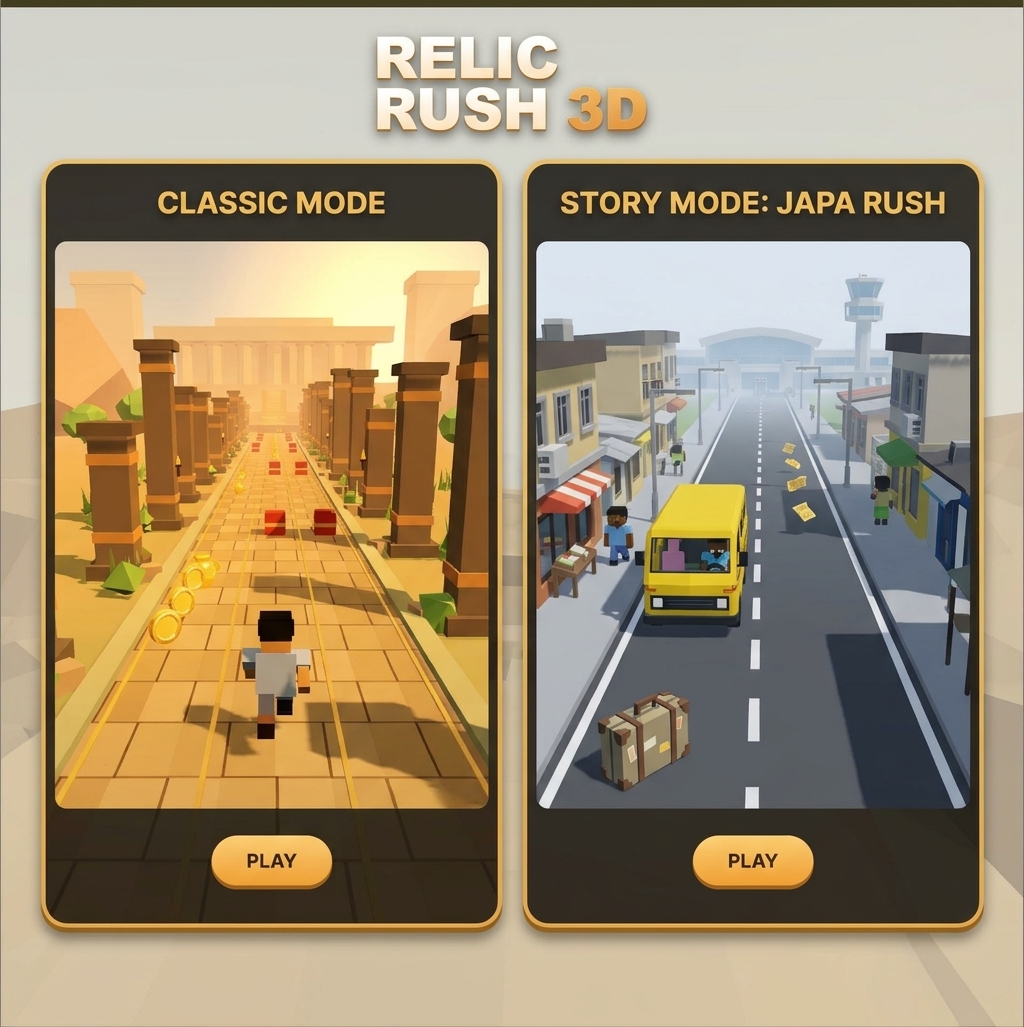 RELIC
RUSH 3D
CLASSIC MODE
STORY MODE: JAPA RUSH
PLAY
PLAY